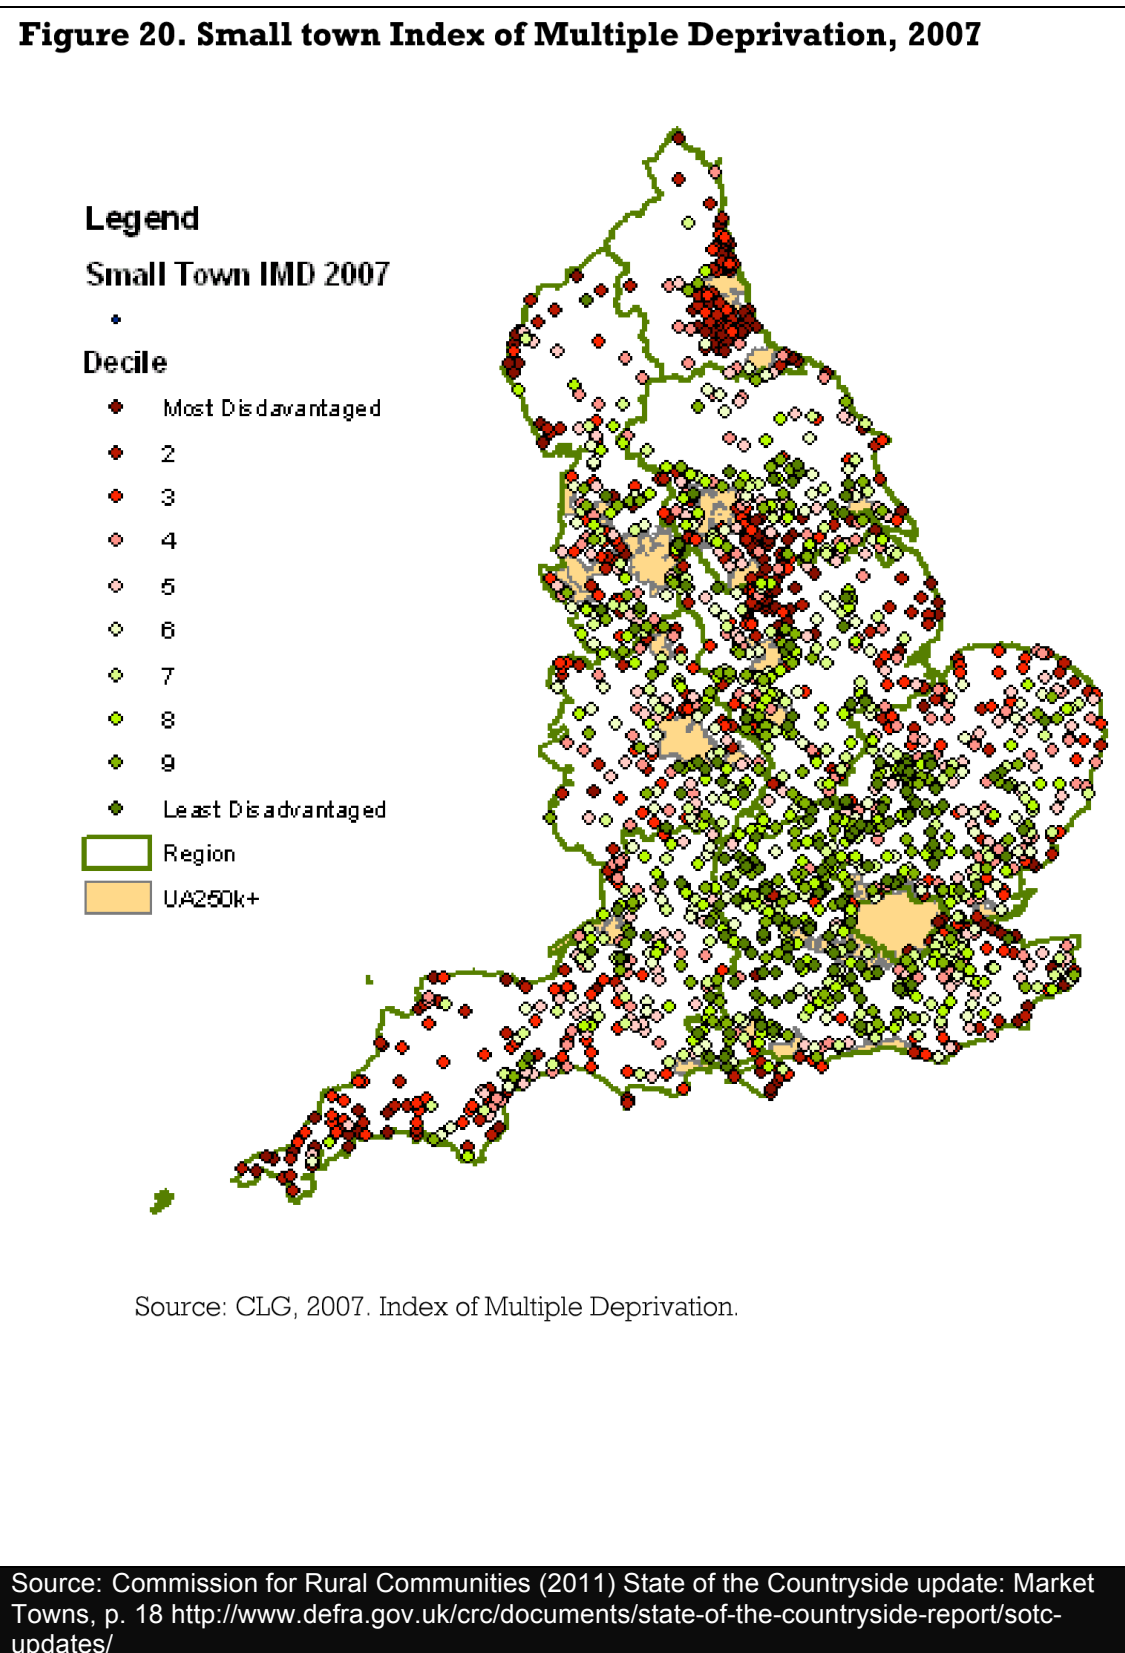 Figure 20. Small town Index of Multiple Deprivation, 2007
Legend
Small Town IMD 2007
Decile
Most Disdavantaged
2
3
4
5
6
7
8
9
Least Disadvantaged
Region
UA250k+
Source: CLG, 2007. Index of Multiple Deprivation.
Source: Commission for Rural Communities (2011) State of the Countryside update: Market
Towns, p. 18 http://www.defra.gov.uk/crc/documents/state-of-the-countryside-report/sotc-
updates/